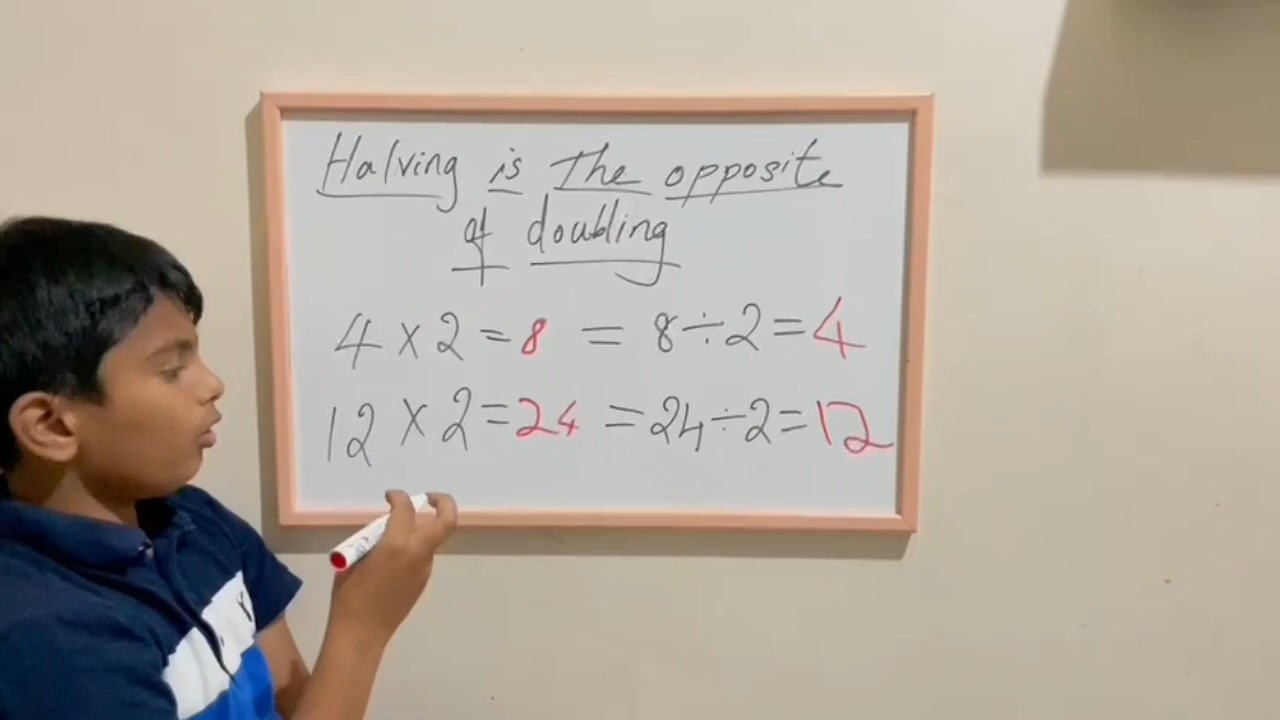 Halving is the opposite
of doubling
4 × 2 = 8 = 8 ÷ 2 = 4
12 × 2 = 24 = 24 ÷ 2 = 12